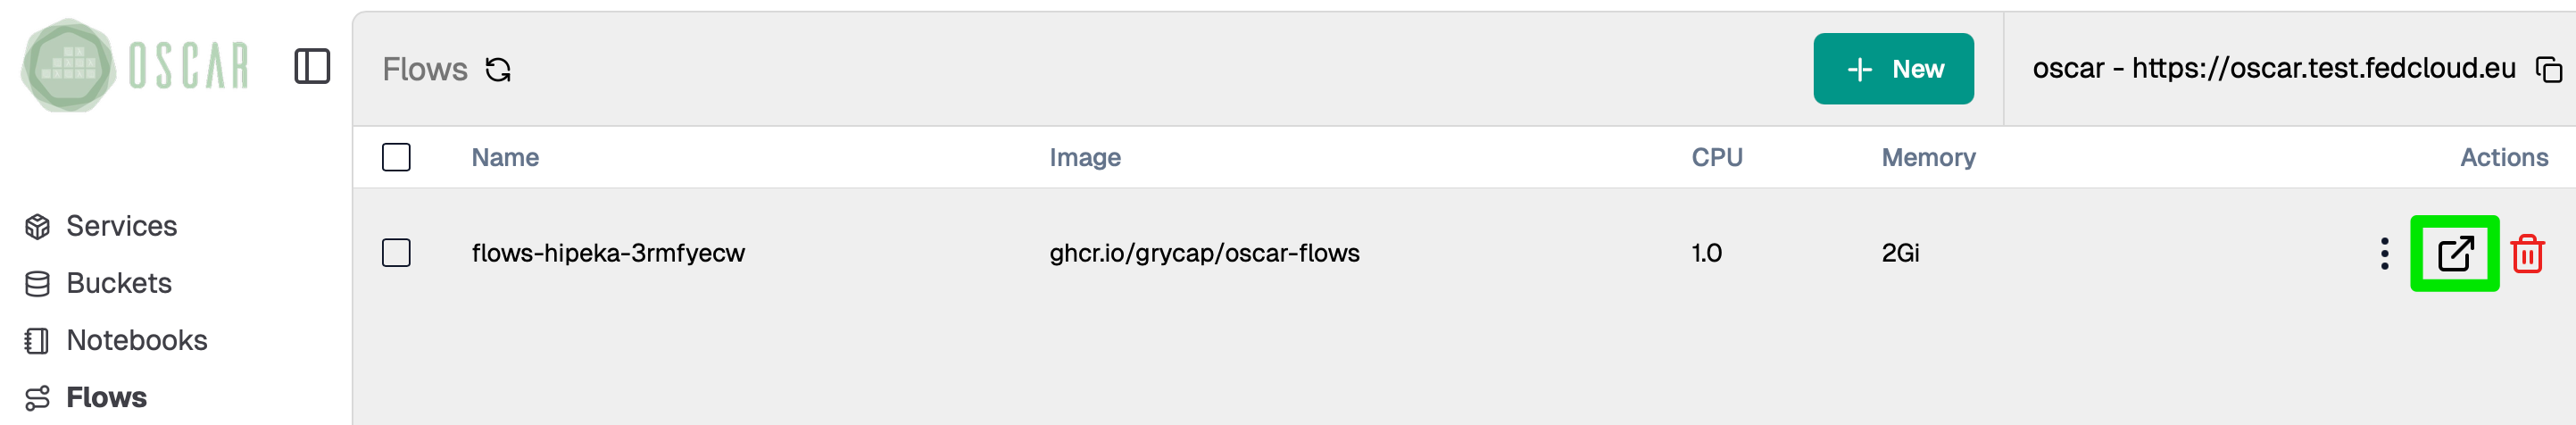 OSCAR
Flows
New
oscar - https://oscar.test.fedcloud.eu
Name Image CPU Memory Actions
Services
flows-hipeka-3rmfyecw ghcr.io/grycap/oscar-flows 1.0 2Gi
Buckets
Notebooks
Flows